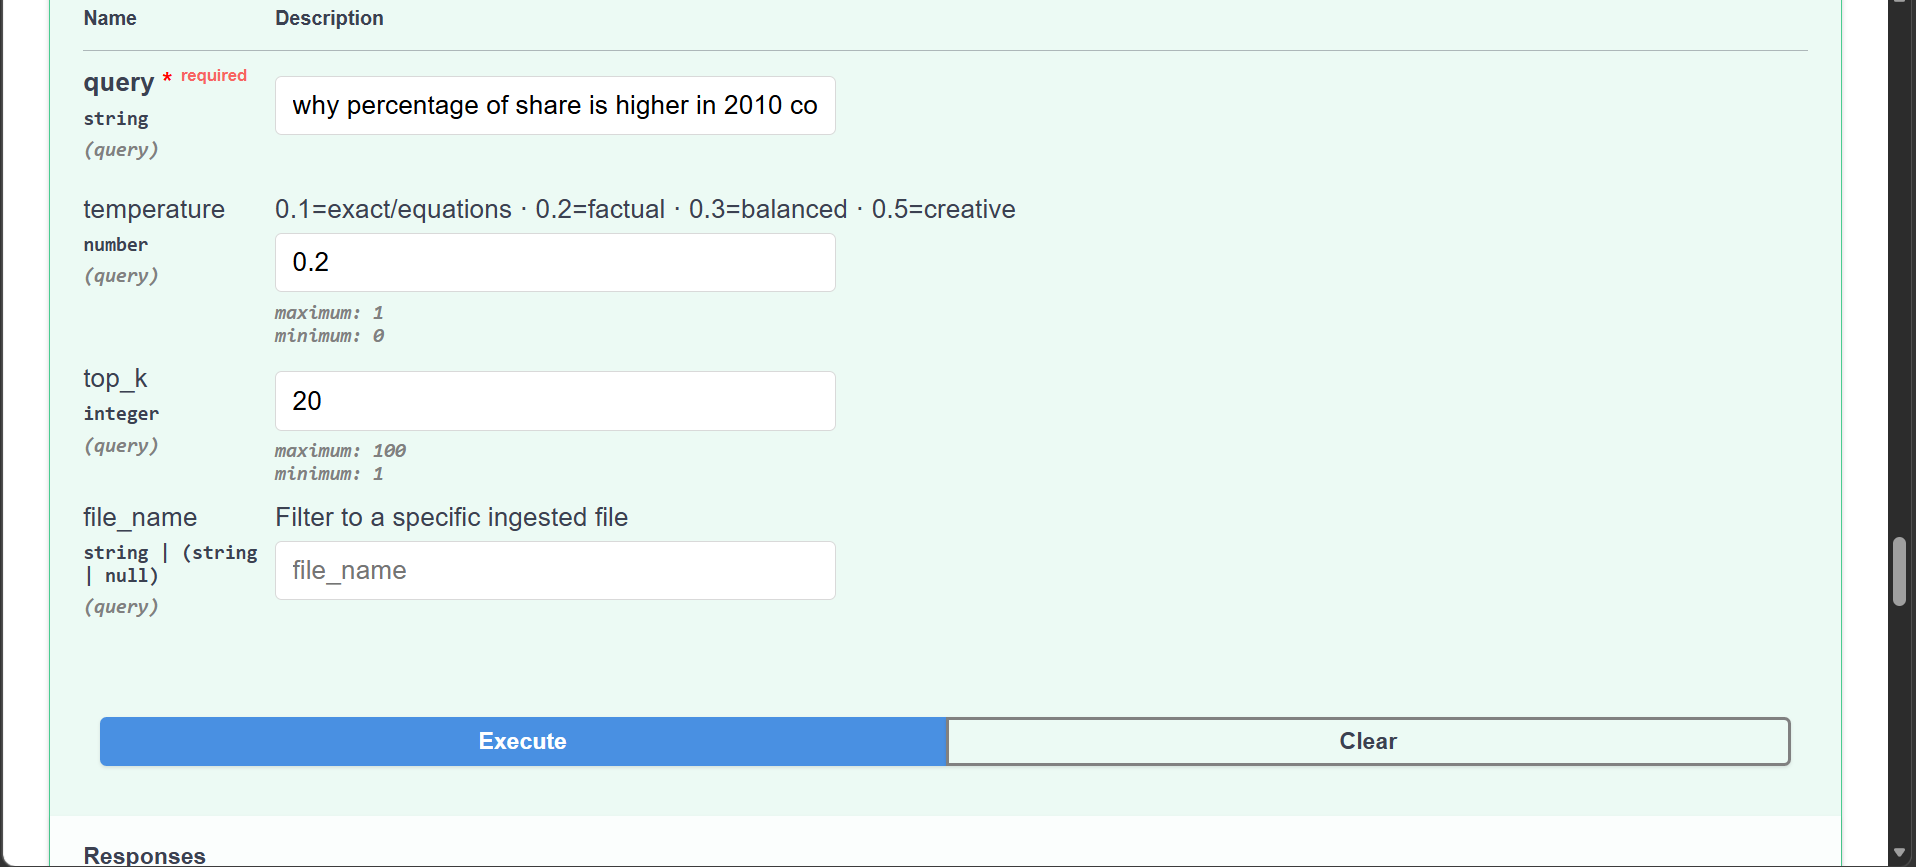 Name Description
query * required
why percentage of share is higher in 2010 co
string
(query)
temperature 0.1=exact/equations · 0.2=factual · 0.3=balanced · 0.5=creative
number
0.2
(query)
maximum: 1
minimum: 0
top_k
20
integer
(query)
maximum: 100
minimum: 1
file_name Filter to a specific ingested file
string | (string
| null)
file_name
(query)
Execute Clear
Responses